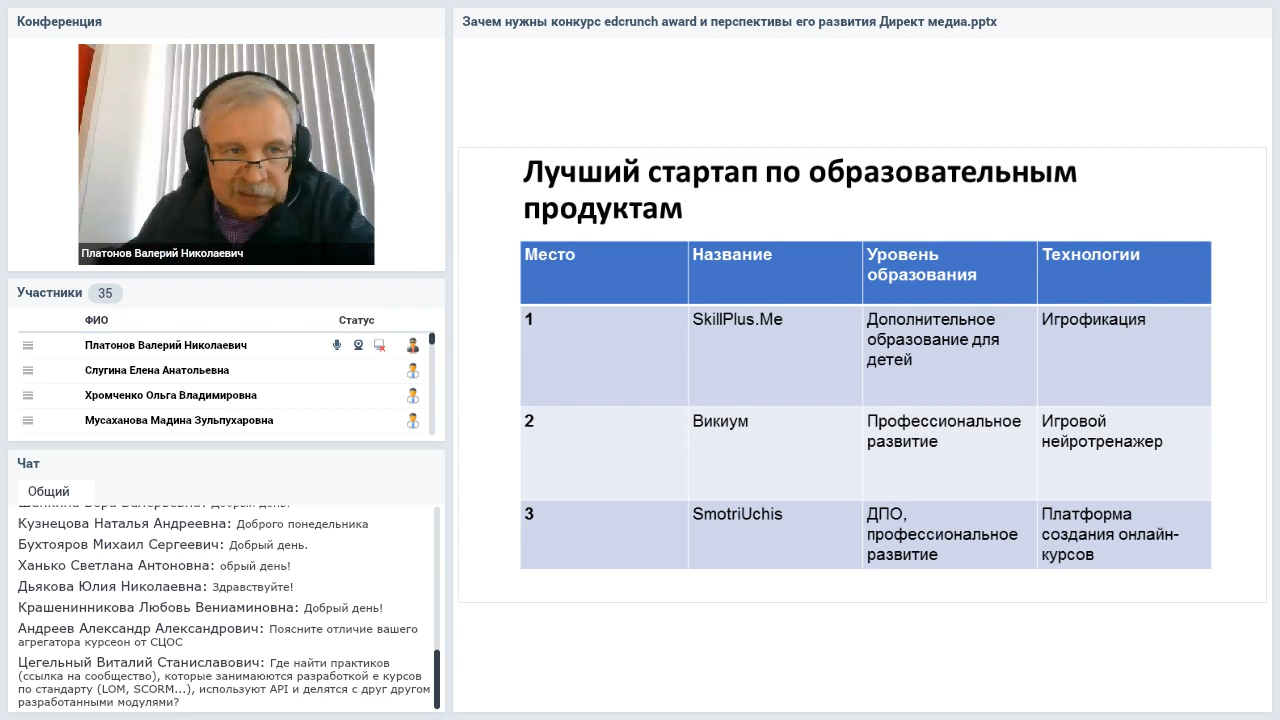 Конференция
Платонов Валерий Николаевич
Участники 35
ФИО Статус
Платонов Валерий Николаевич
Слугина Елена Анатольевна
Хромченко Ольга Владимировна
Мусаханова Мадина Зульпухаровна
Чат
Общий
Кузнецова Наталья Андреевна: Доброго понедельника
Бухтояров Михаил Сергеевич: Добрый день.
Ханько Светлана Антоновна: обрый день!
Дьякова Юлия Николаевна: Здравствуйте!
Крашенинникова Любовь Вениаминовна: Добрый день!
Андреев Александр Александрович: Поясните отличие вашего
агрегатора курсеон от СЦОС
Цегельный Виталий Станиславович: Где найти практиков
(ссылка на сообщество), которые занимаюются разработкой е курсов
по стандарту (LOM, SCORM...), используют API и делятся с друг другом
разработанными модулями?
Зачем нужны конкурс edcrunch award и перспективы его развития Директ медиа.pptx
Лучший стартап по образовательным
продуктам
Место Название Уровень Технологии
образования
1 SkillPlus.Me Дополнительное Игрофикация
образование для
детей
2 Викиум Профессиональное Игровой
развитие нейротренажер
3 SmotriUchis ДПО, Платформа
профессиональное создания онлайн-
развитие курсов